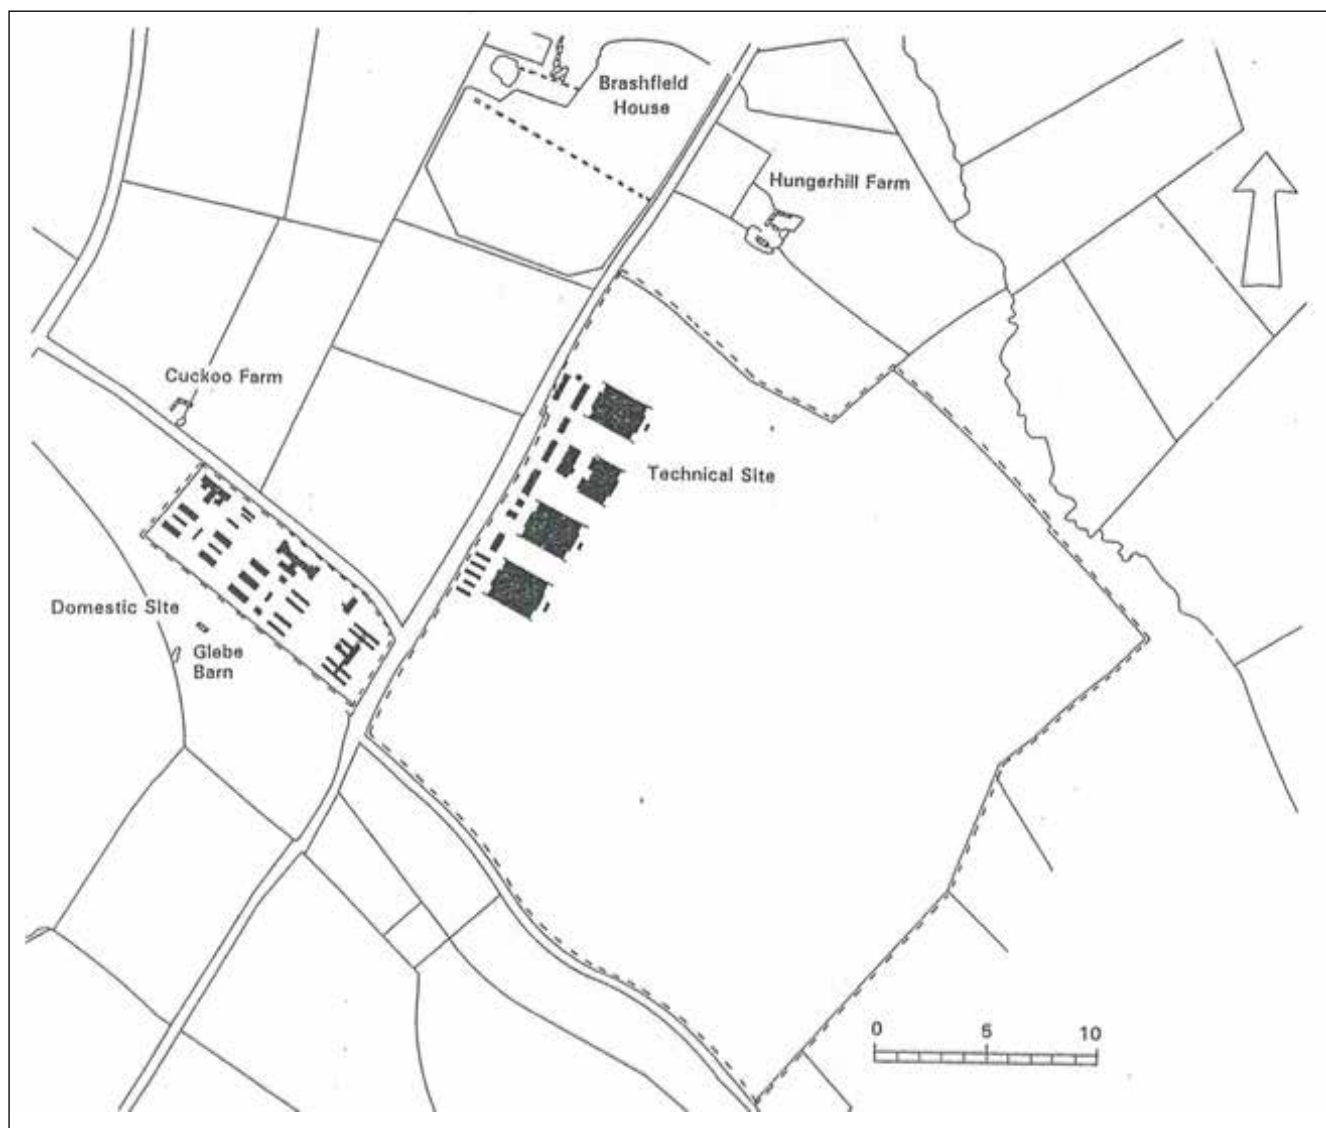 Brashfield
House
Hungerhill Farm
Cuckoo Farm
Technical Site
Domestic Site
Glebe
Barn
0 5 10